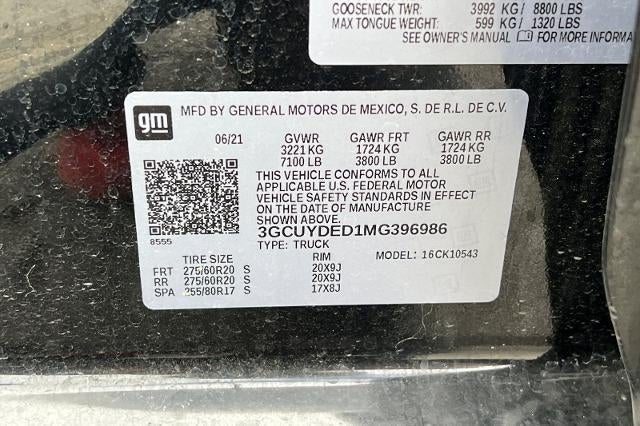 GOOSENECK TWR: 3992 KG / 8800 LBS
MAX TONGUE WEIGHT: 599 KG / 1320 LBS
SEE OWNER'S MANUAL FOR MORE INFORMA
gm
MFD BY GENERAL MOTORS DE MEXICO, S. DE R.L. DE C.V.
06/21 GVWR GAWR FRT GAWR RR
3221 KG 1724 KG 1724 KG
7100 LB 3800 LB 3800 LB
THIS VEHICLE CONFORMS TO ALL
APPLICABLE U.S. FEDERAL MOTOR
VEHICLE SAFETY STANDARDS IN EFFECT
ON THE DATE OF MANUFACTURE
SHOWN ABOVE.
8555 3GCUYDED1MG396986
TYPE: TRUCK MODEL: 16CK10543
TIRE SIZE RIM
FRT 275/60R20 S 20X9J
RR 275/60R20 S 20X9J
SPA 255/80R17 S 17X8J